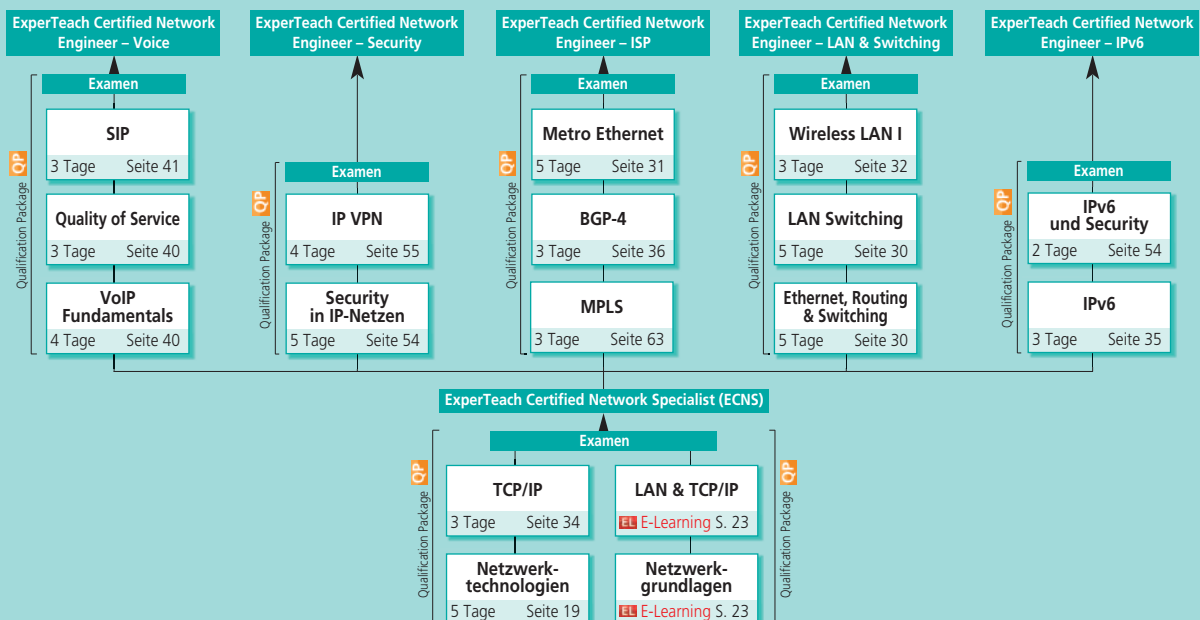 ExperTeach Certified Network
Engineer – Voice
Examen
SIP
3 Tage Seite 41
Quality of Service
3 Tage Seite 40
VoIP
Fundamentals
4 Tage Seite 40
QP
Qualification Package
ExperTeach Certified Network
Engineer – Security
Examen
IP VPN
4 Tage Seite 55
Security
in IP-Netzen
5 Tage Seite 54
QP
Qualification Package
ExperTeach Certified Network
Engineer – ISP
Examen
Metro Ethernet
5 Tage Seite 31
BGP-4
3 Tage Seite 36
MPLS
3 Tage Seite 63
QP
Qualification Package
ExperTeach Certified Network
Engineer – LAN & Switching
Examen
Wireless LAN I
3 Tage Seite 32
LAN Switching
5 Tage Seite 30
Ethernet, Routing
& Switching
5 Tage Seite 30
QP
Qualification Package
ExperTeach Certified Network
Engineer – IPv6
Examen
IPv6
und Security
2 Tage Seite 54
IPv6
3 Tage Seite 35
QP
Qualification Package
ExperTeach Certified Network Specialist (ECNS)
Examen
TCP/IP
3 Tage Seite 34
Netzwerk-
technologien
5 Tage Seite 19
QP
Qualification Package
LAN & TCP/IP
EL E-Learning S. 23
Netzwerk-
grundlagen
EL E-Learning S. 23
QP
Qualification Package